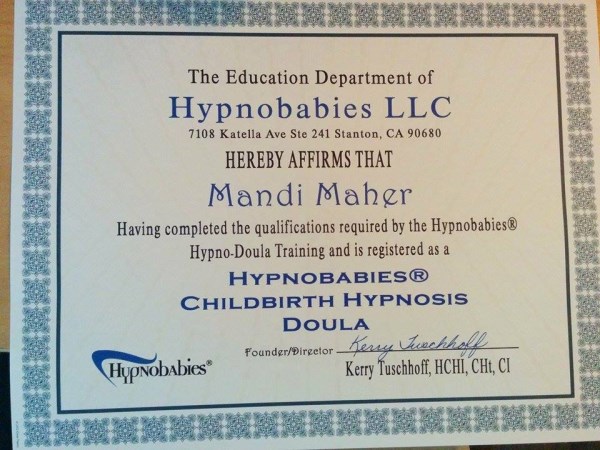 The Education Department of
Hypnobabies LLC
7108 Katella Ave Ste 241 Stanton, CA 90680
HEREBY AFFIRMS THAT
Mandi Maher
Having completed the qualifications required by the Hypnobabies®
Hypno-Doula Training and is registered as a
HYPNOBABIES®
CHILDBIRTH HYPNOSIS
DOULA
Founder/Director Kerry Tuschhoff
Hypnobabies®
Kerry Tuschhoff, HCHI, CHt, CI